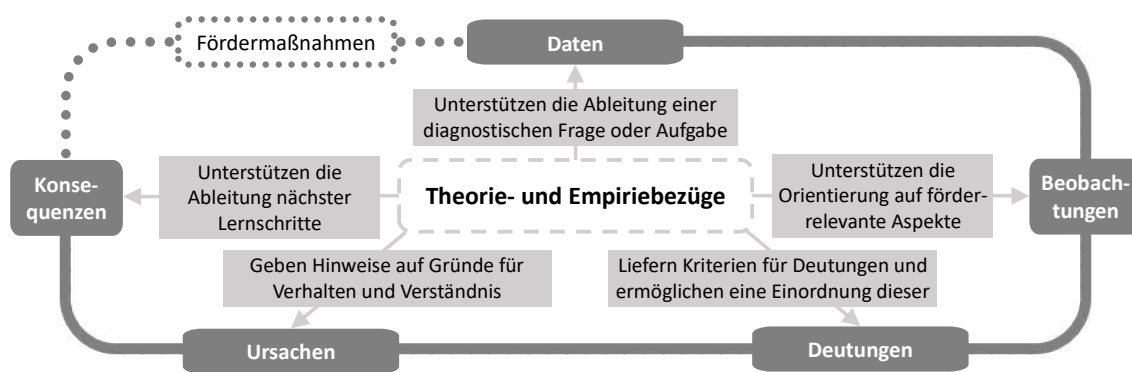 Fördermaßnahmen
Daten
Unterstützen die Ableitung einer
diagnostischen Frage oder Aufgabe
Konse-
quenzen
Unterstützen die
Ableitung nächster
Lernschritte
Theorie- und Empiriebezüge
Unterstützen die
Orientierung auf förder-
relevante Aspekte
Beobach-
tungen
Geben Hinweise auf Gründe für
Verhalten und Verständnis
Liefern Kriterien für Deutungen und
ermöglichen eine Einordnung dieser
Ursachen
Deutungen